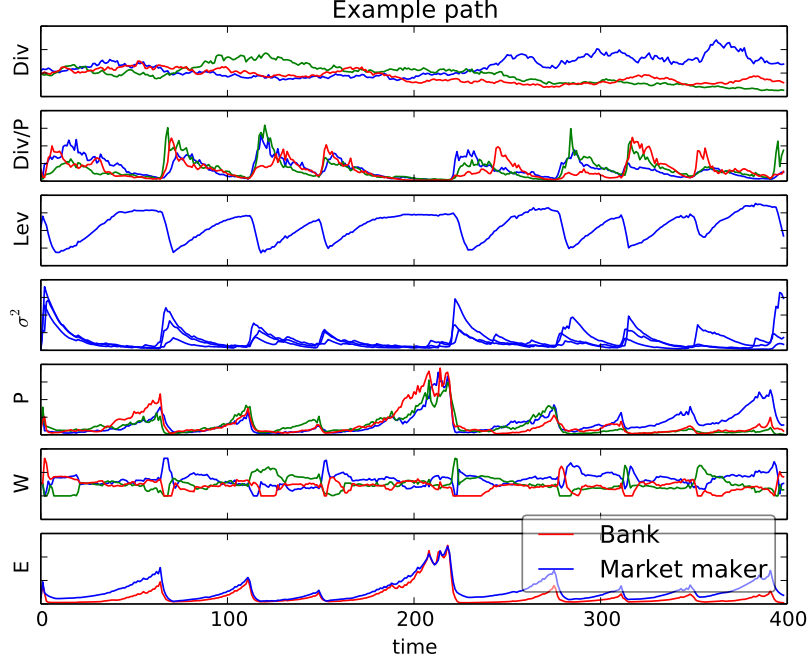 Example path
Div
Div/P
Lev
σ²
P
W
E
Bank
Market maker
0 100 200 300 400
time